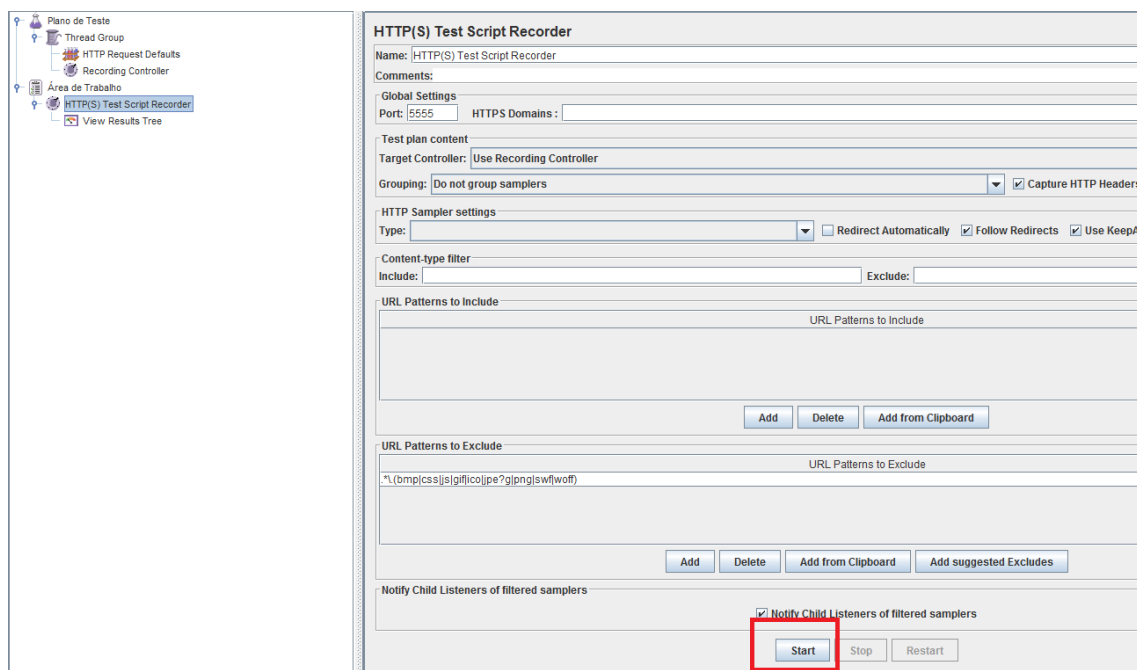 Plano de Teste
Thread Group
HTTP Request Defaults
Recording Controller
Área de Trabalho
HTTP(S) Test Script Recorder
View Results Tree
HTTP(S) Test Script Recorder
Name: HTTP(S) Test Script Recorder
Comments:
Global Settings
Port: 5555 HTTPS Domains :
Test plan content
Target Controller: Use Recording Controller
Grouping: Do not group samplers Capture HTTP Headers
HTTP Sampler settings
Type: Redirect Automatically Follow Redirects Use KeepA
Content-type filter
Include: Exclude:
URL Patterns to Include
URL Patterns to Include
Add Delete Add from Clipboard
URL Patterns to Exclude
URL Patterns to Exclude
.*\.(bmp|css|js|gif|ico|jpe?g|png|swf|woff)
Add Delete Add from Clipboard Add suggested Excludes
Notify Child Listeners of filtered samplers
Notify Child Listeners of filtered samplers
Start Stop Restart